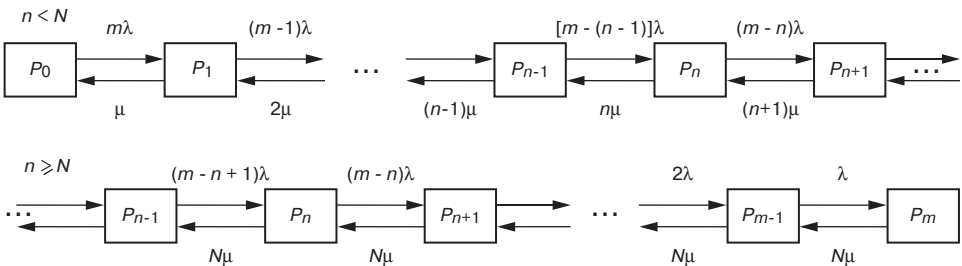 n < N
mλ (m -1)λ [m - (n - 1)]λ (m - n)λ
P0 P1 ... Pn-1 Pn Pn+1 ...
μ 2μ (n-1)μ nμ (n+1)μ
n ⩾ N
(m - n + 1)λ (m - n)λ 2λ λ
... Pn-1 Pn Pn+1 ... Pm-1 Pm
Nμ Nμ Nμ Nμ